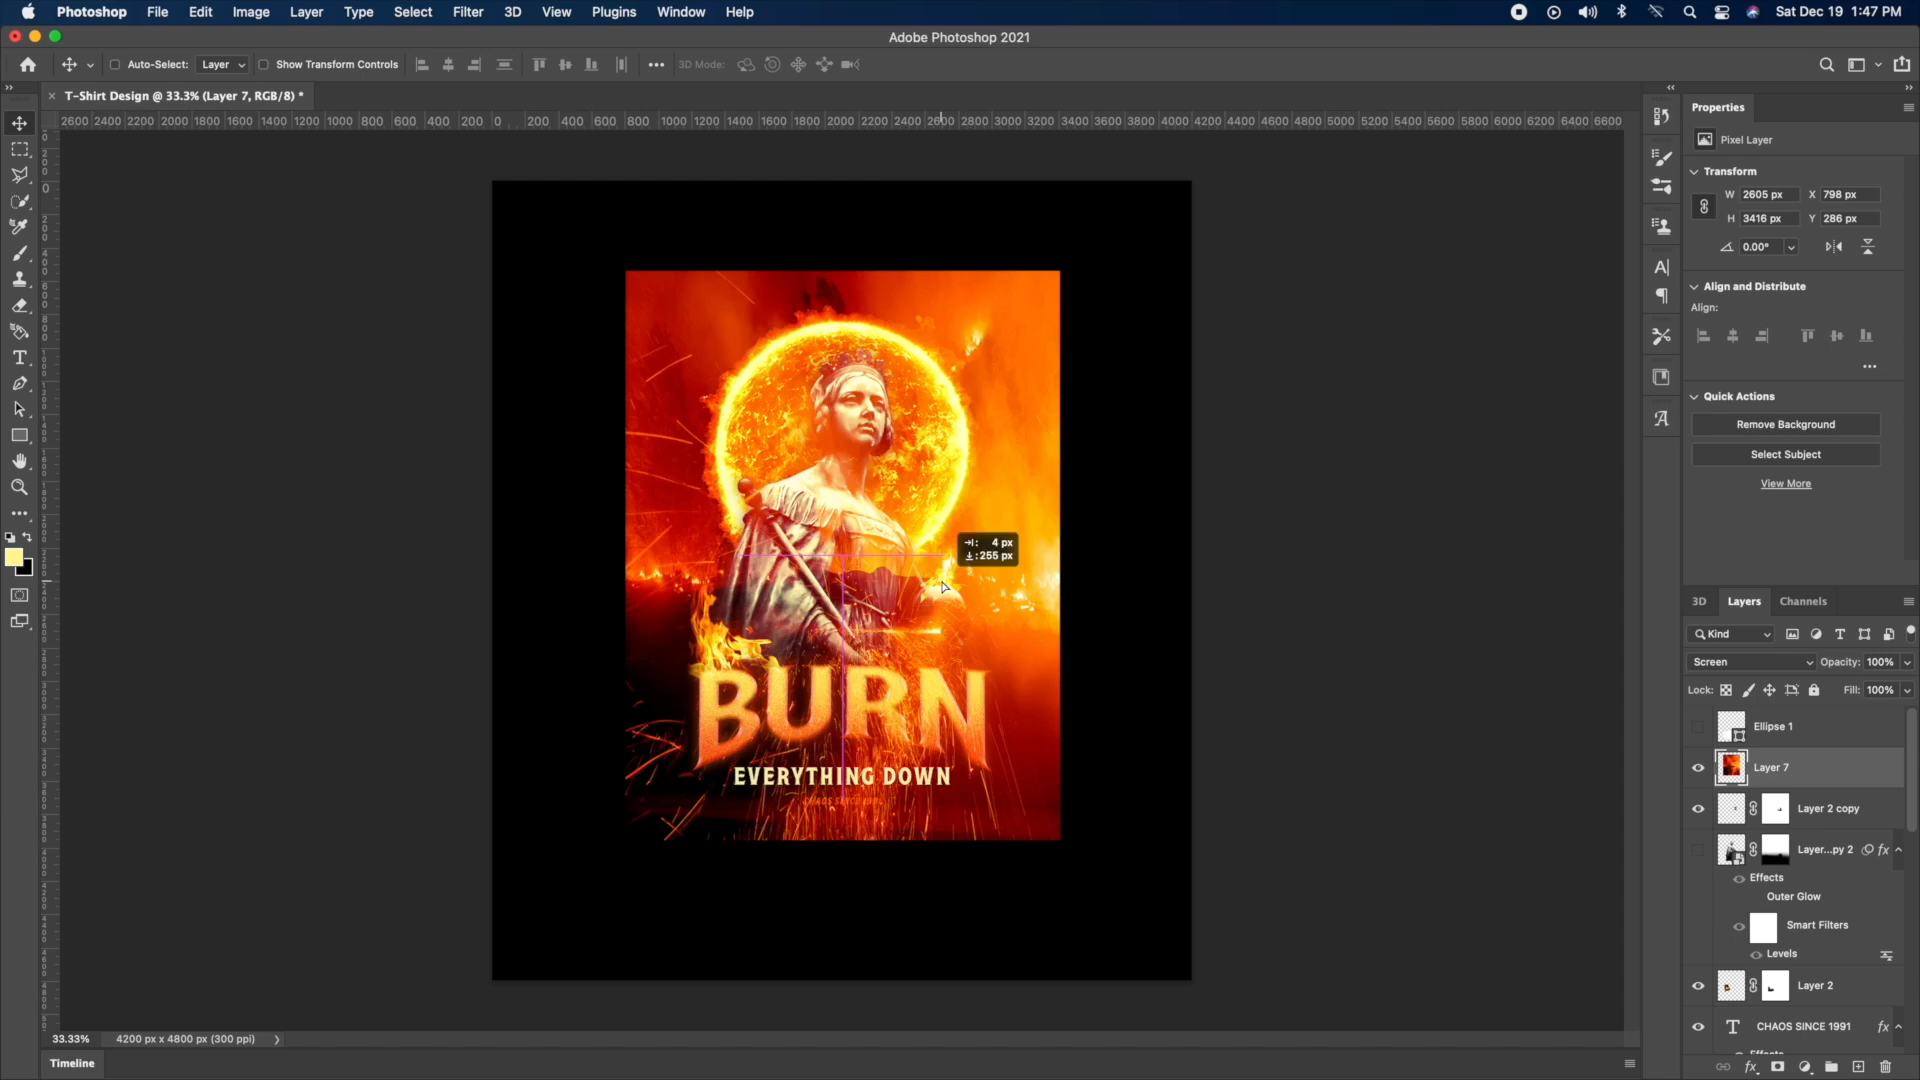 Photoshop File Edit Image Layer Type Select Filter 3D View Plugins Window Help Sat Dec 19 1:47 PM
Adobe Photoshop 2021
Auto-Select: Layer Show Transform Controls 3D Mode:
T-Shirt Design @ 33.3% (Layer 7, RGB/8) *
2600 2400 2200 2000 1800 1600 1400 1200 1000 800 600 400 200 0 200 400 600 800 1000 1200 1400 1600 1800 2000 2200 2400 2600 2800 3000 3200 3400 3600 3800 4000 4200 4400 4600 4800 5000 5200 5400 5600 5800 6000 6200 6400 6600
Properties
Pixel Layer
Transform
W 2605 px X 798 px
H 3416 px Y 286 px
0.00°
Align and Distribute
Align:
Quick Actions
Remove Background
Select Subject
View More
4 px
255 px
BURN
EVERYTHING DOWN
CHAOS SINCE 1991
3D Layers Channels
Kind
Screen Opacity: 100%
Lock: Fill: 100%
Ellipse 1
Layer 7
Layer 2 copy
Layer...py 2 fx
Effects
Outer Glow
Smart Filters
Levels
Layer 2
T CHAOS SINCE 1991 fx
Effects
33.33% 4200 px x 4800 px (300 ppi)
Timeline